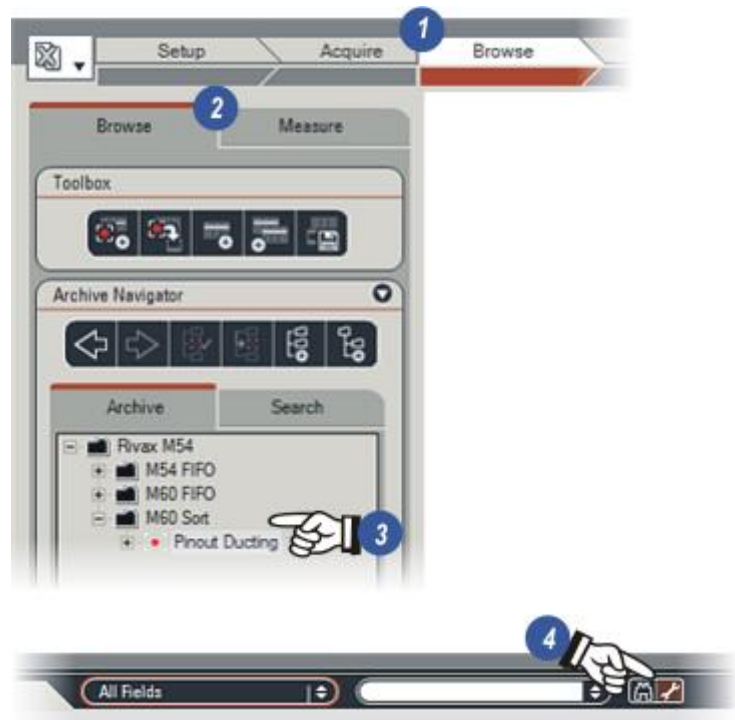 1
Setup Acquire Browse
2
Browse Measure
Toolbox
Archive Navigator
Archive Search
Rivax M54
M54 FIFO
M60 FIFO
M60 Sort
Pinout Ducting
3
4
All Fields